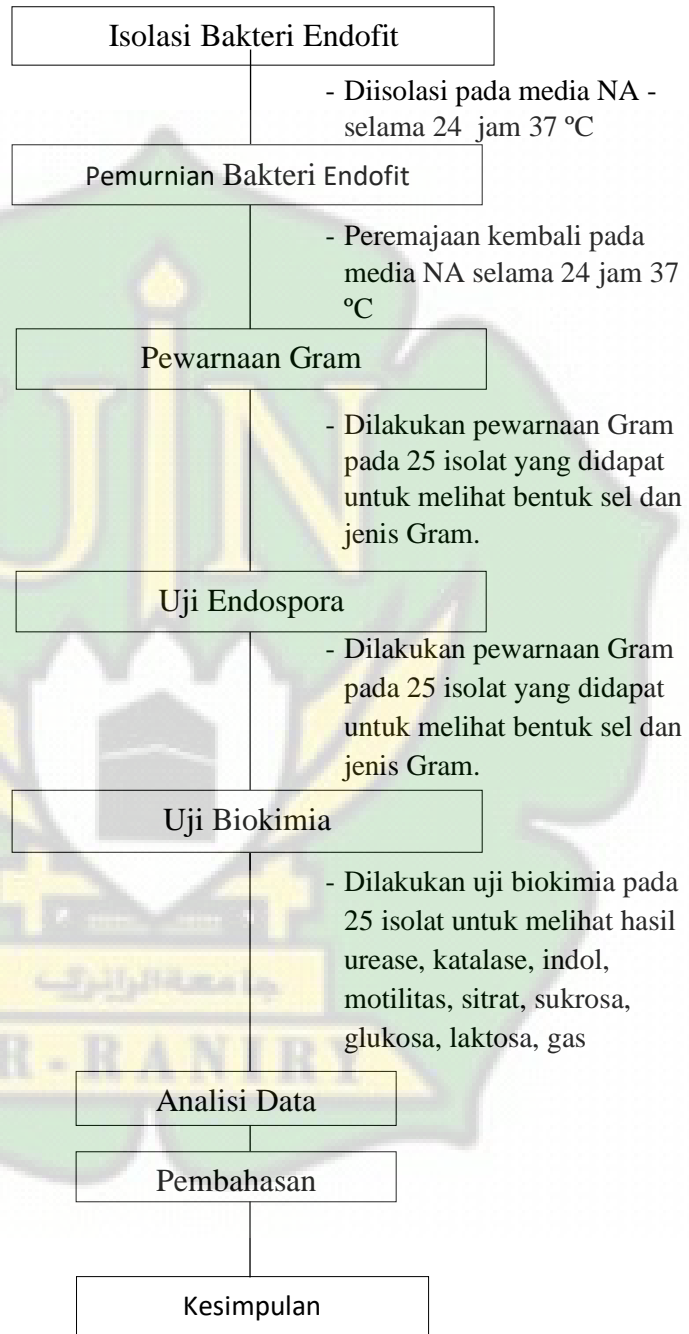 Isolasi Bakteri Endofit
- Diisolasi pada media NA -
selama 24 jam 37 ºC
Pemurnian Bakteri Endofit
- Peremajaan kembali pada
media NA selama 24 jam 37
ºC
Pewarnaan Gram
- Dilakukan pewarnaan Gram
pada 25 isolat yang didapat
untuk melihat bentuk sel dan
jenis Gram.
Uji Endospora
- Dilakukan pewarnaan Gram
pada 25 isolat yang didapat
untuk melihat bentuk sel dan
jenis Gram.
Uji Biokimia
- Dilakukan uji biokimia pada
25 isolat untuk melihat hasil
urease, katalase, indol,
motilitas, sitrat, sukrosa,
glukosa, laktosa, gas
جامعة الرانري
R - RANIRY
Analisi Data
Pembahasan
Kesimpulan
UIN